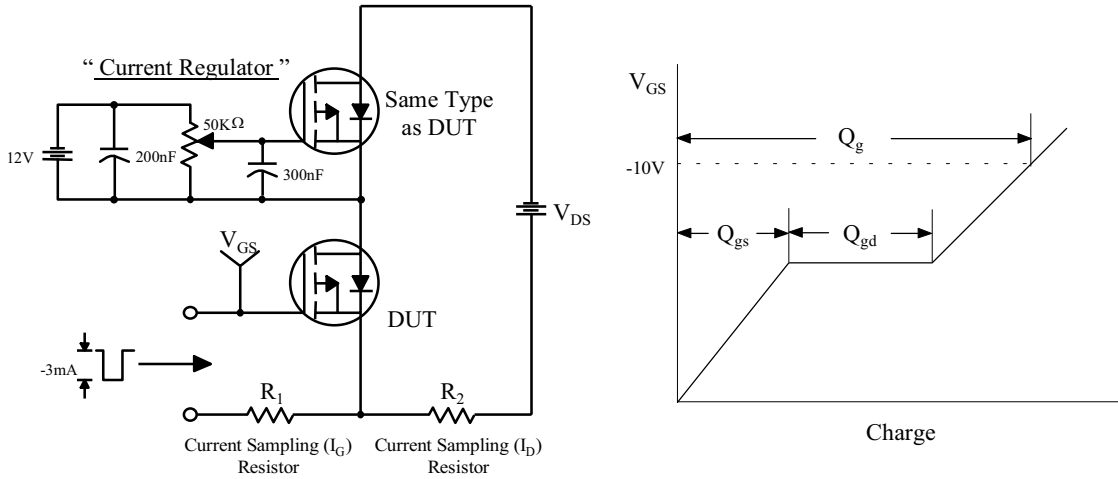 “ Current Regulator ”
Same Type
as DUT
50KΩ
12V
200nF
300nF
V_DS
V_GS
DUT
-3mA
R_1
R_2
Current Sampling (I_G)
Resistor
Current Sampling (I_D)
Resistor
V_GS
Q_g
-10V
Q_gs
Q_gd
Charge